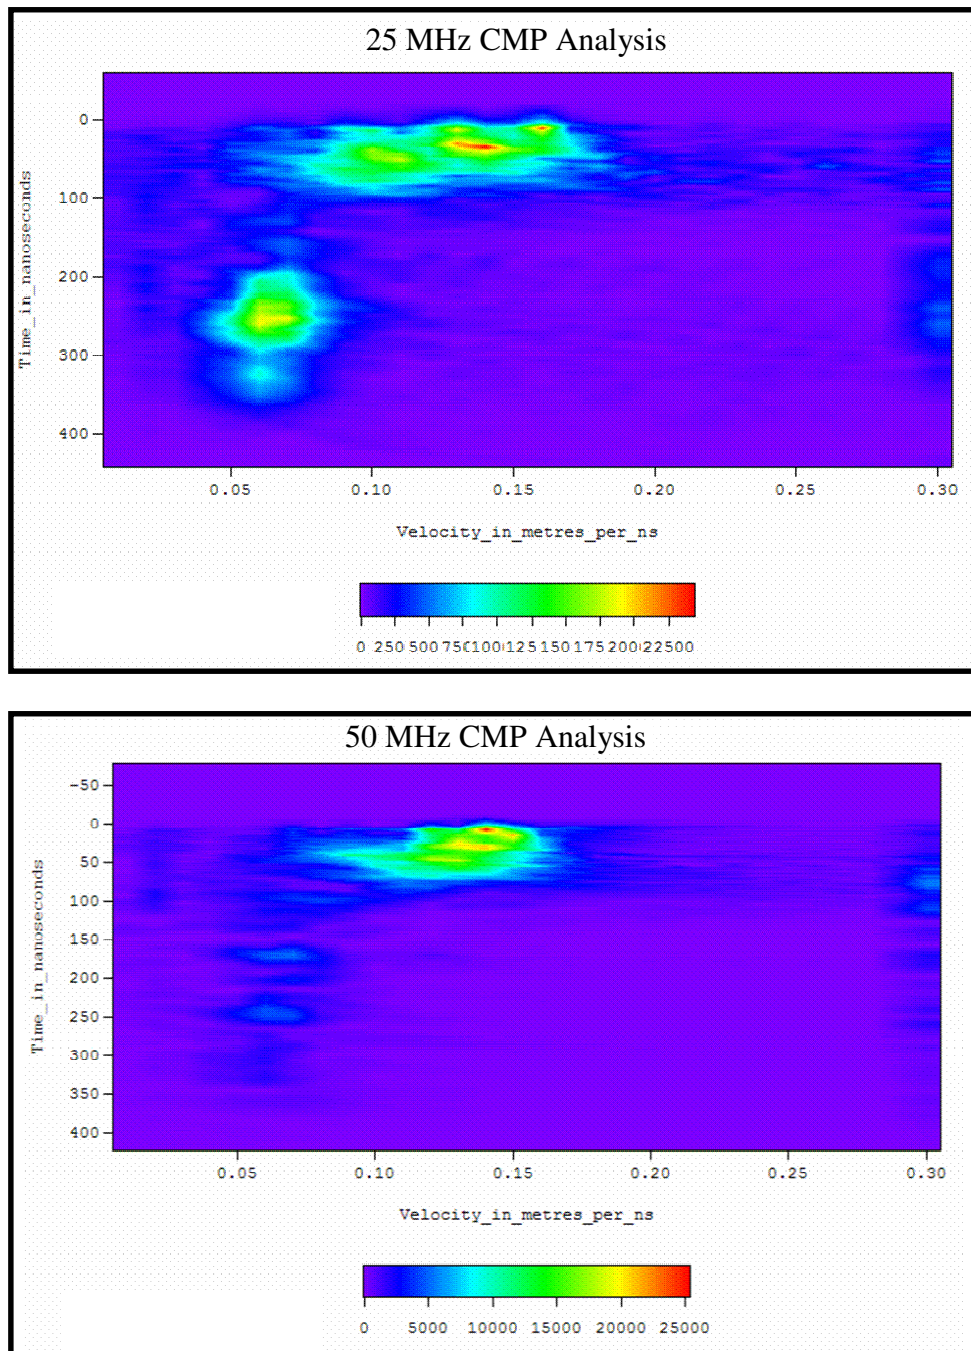 25 MHz CMP Analysis
Time_in_nanoseconds
0
100
200
300
400
0.05 0.10 0.15 0.20 0.25 0.30
Velocity_in_metres_per_ns
0 250 500
50 MHz CMP Analysis
Time_in_nanoseconds
-50
0
50
100
150
200
250
300
350
400
0.05 0.10 0.15 0.20 0.25 0.30
Velocity_in_metres_per_ns
0 5000 10000 15000 20000 25000